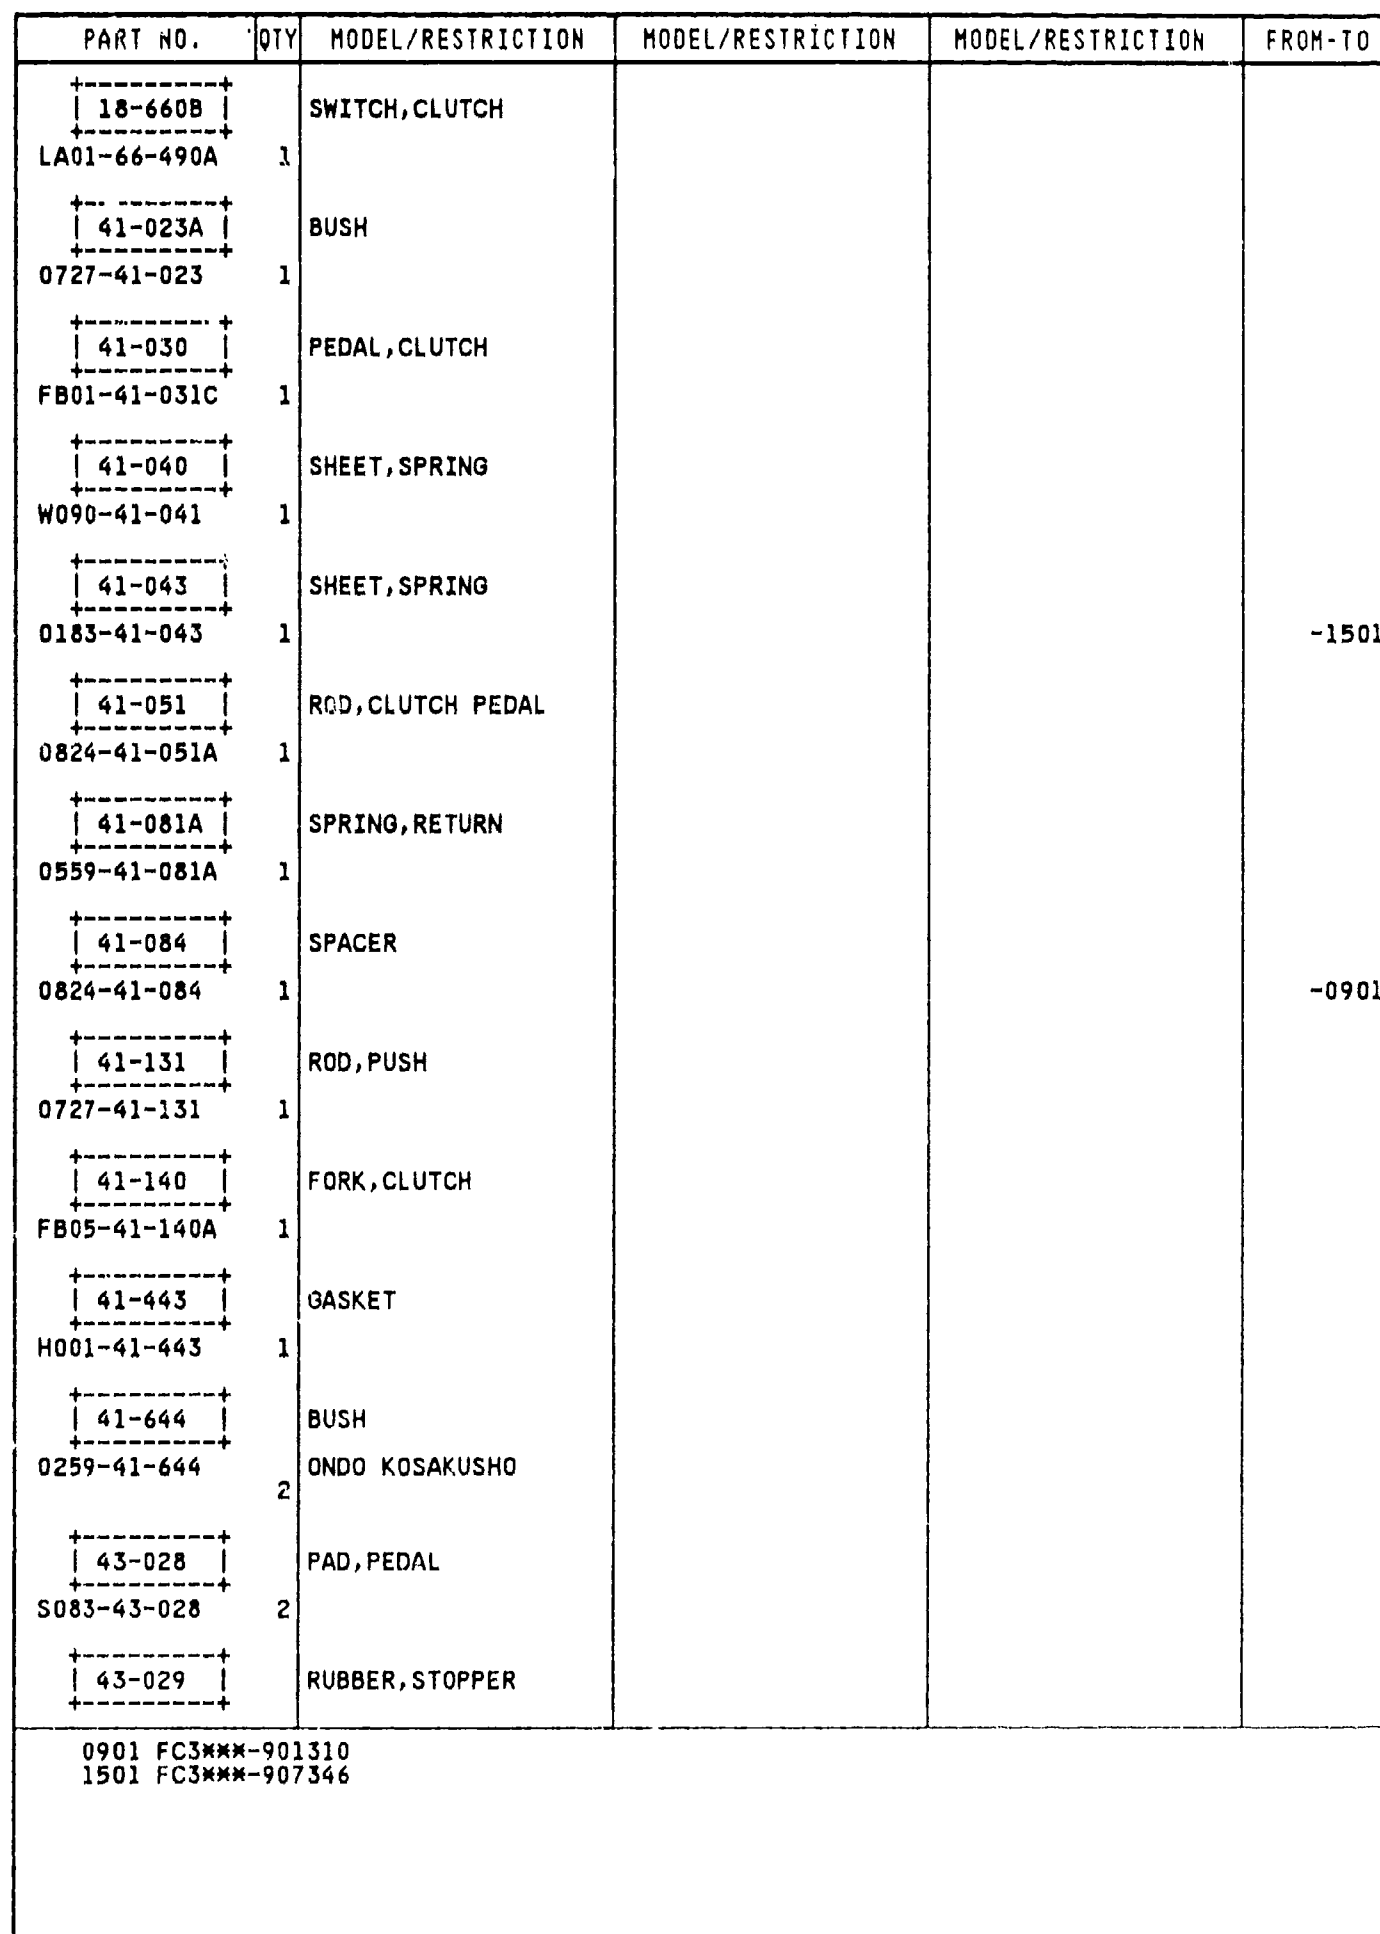 PART NO. QTY MODEL/RESTRICTION MODEL/RESTRICTION MODEL/RESTRICTION FROM-TO
18-660B SWITCH,CLUTCH
LA01-66-490A 1
41-023A BUSH
0727-41-023 1
41-030 PEDAL,CLUTCH
FB01-41-031C 1
41-040 SHEET,SPRING
W090-41-041 1
41-043 SHEET,SPRING
0183-41-043 1 -1501
41-051 ROD,CLUTCH PEDAL
0824-41-051A 1
41-081A SPRING,RETURN
0559-41-081A 1
41-084 SPACER
0824-41-084 1 -0901
41-131 ROD,PUSH
0727-41-131 1
41-140 FORK,CLUTCH
FB05-41-140A 1
41-443 GASKET
H001-41-443 1
41-644 BUSH
0259-41-644 ONDO KOSAKUSHO
2
43-028 PAD,PEDAL
S083-43-028 2
43-029 RUBBER,STOPPER
0901 FC3***-901310
1501 FC3***-907346